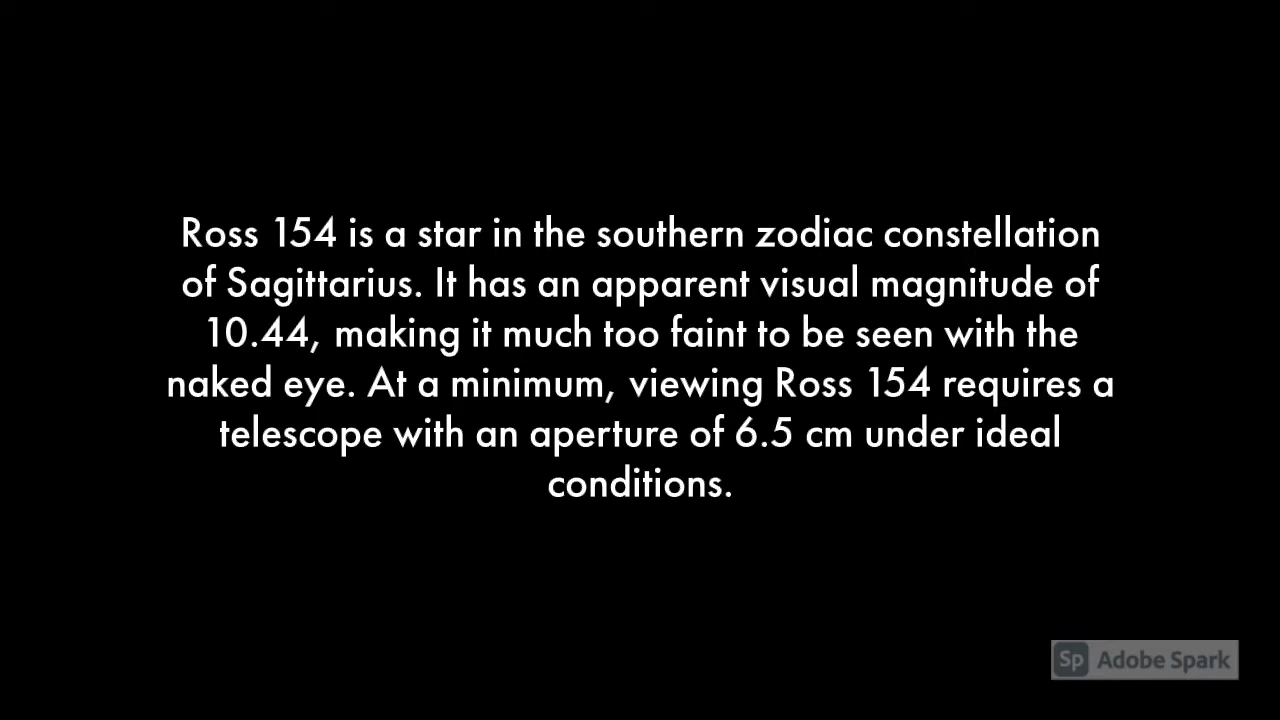 Ross 154 is a star in the southern zodiac constellation
of Sagittarius. It has an apparent visual magnitude of
10.44, making it much too faint to be seen with the
naked eye. At a minimum, viewing Ross 154 requires a
telescope with an aperture of 6.5 cm under ideal
conditions.
Sp Adobe Spark